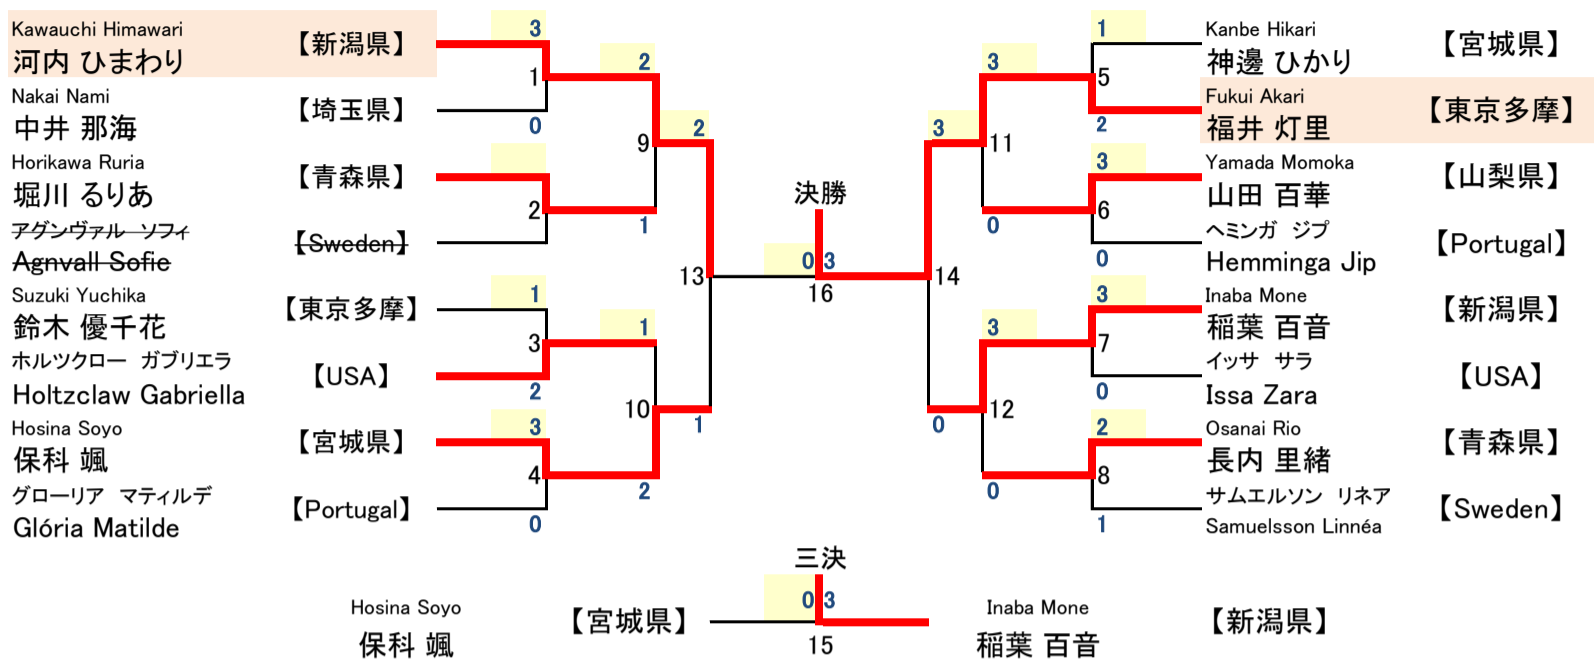 Kawauchi Himawari
河内 ひまわり
【新潟県】
3
1
Nakai Nami
中井 那海
【埼玉県】
0
2
9
Horikawa Ruria
堀川 るりあ
【青森県】
2
1
アグンヴァル ソフィ
Agnvall Sofie
【Sweden】
2
13
Suzuki Yuchika
鈴木 優千花
【東京多摩】
1
3
ホルツクロー ガブリエラ
Holtzclaw Gabriella
【USA】
2
1
10
1
Hosina Soyo
保科 颯
【宮城県】
3
4
2
グローリア マティルデ
Glória Matilde
【Portugal】
0
決勝
0 3
16
Kanbe Hikari
神邊 ひかり
【宮城県】
1
5
3
Fukui Akari
福井 灯里
【東京多摩】
2
3
11
Yamada Momoka
山田 百華
【山梨県】
3
6
0
ヘミンガ ジプ
Hemminga Jip
【Portugal】
0
14
Inaba Mone
稲葉 百音
【新潟県】
3
7
3
イッサ サラ
Issa Zara
【USA】
0
12
0
Osanai Rio
長内 里緒
【青森県】
2
8
0
サムエルソン リネア
Samuelsson Linnéa
【Sweden】
1
三決
Hosina Soyo
保科 颯
【宮城県】
0 3
15
Inaba Mone
稲葉 百音
【新潟県】